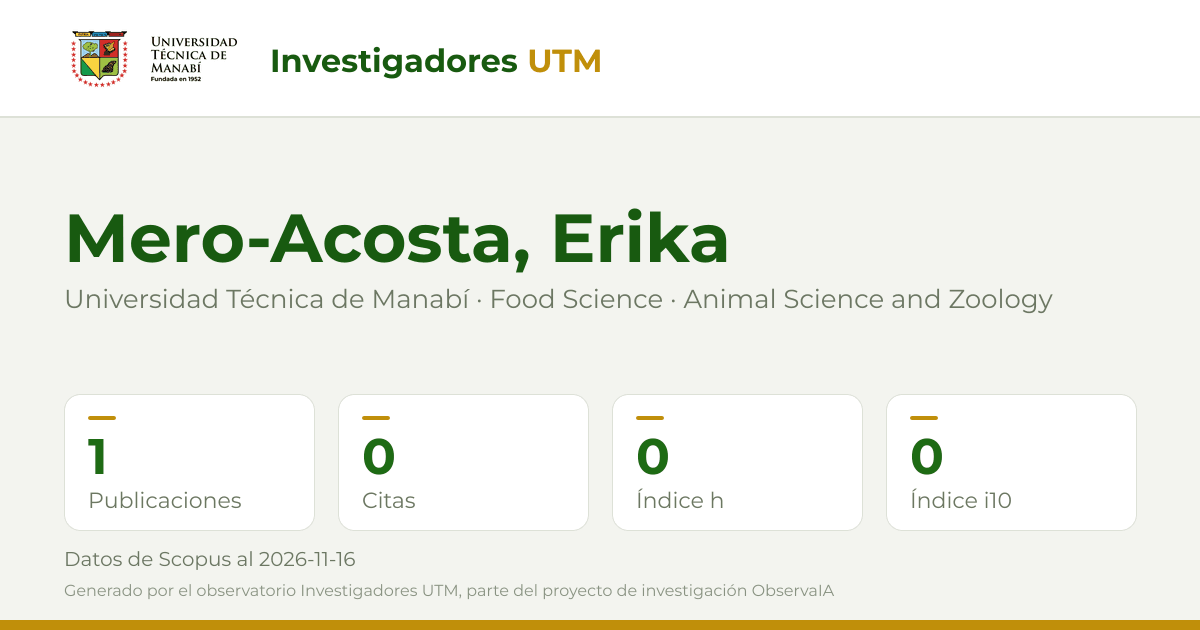 UNIVERSIDAD
TÉCNICA DE
MANABÍ
Fundada en 1952
Investigadores UTM
Mero-Acosta, Erika
Universidad Técnica de Manabí · Food Science · Animal Science and Zoology
1
Publicaciones
0
Citas
0
Índice h
0
Índice i10
Datos de Scopus al 2026-11-16
Generado por el observatorio Investigadores UTM, parte del proyecto de investigación ObservaIA